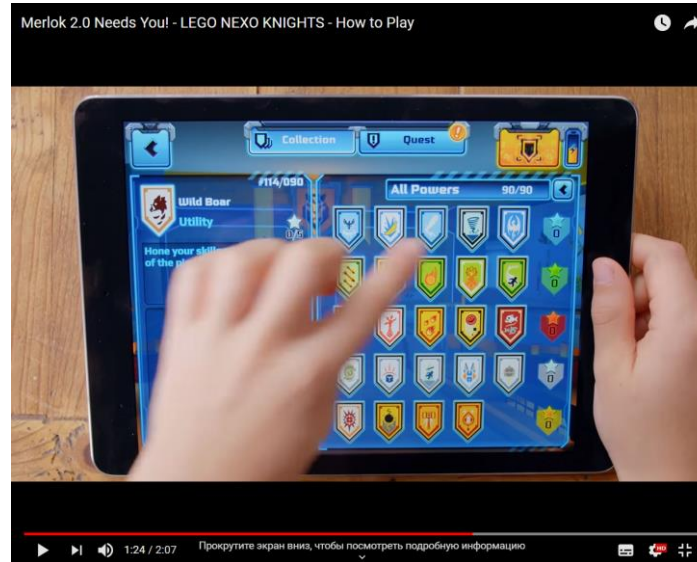 Merlok 2.0 Needs You! - LEGO NEXO KNIGHTS - How to Play
Collection
Quest
#114/090
Wild Boar
Utility
All Powers 90/90
0
0
0
0
0
Hone your
of the
1:24 / 2:07
Прокрутите экран вниз, чтобы посмотреть подробную информацию
HD